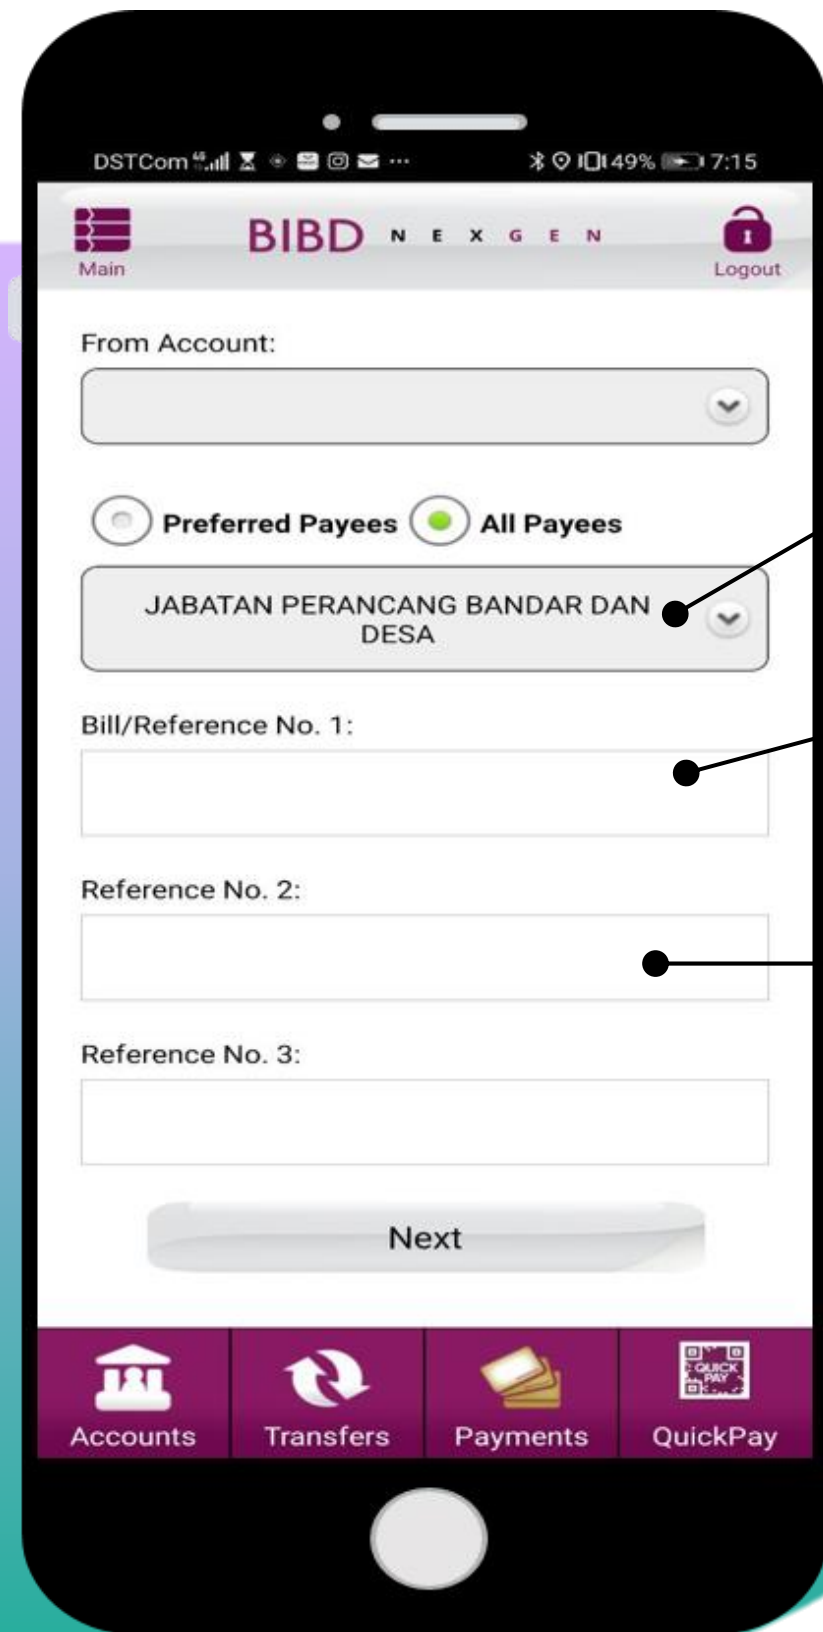 DSTCom 4G 49% 7:15
Main
BIBD NEXGEN
Logout
From Account:
Preferred Payees All Payees
JABATAN PERANCANG BANDAR DAN
DESA
Bill/Reference No. 1:
Reference No. 2:
Reference No. 3:
Next
QUICK
PAY
Accounts Transfers Payments QuickPay